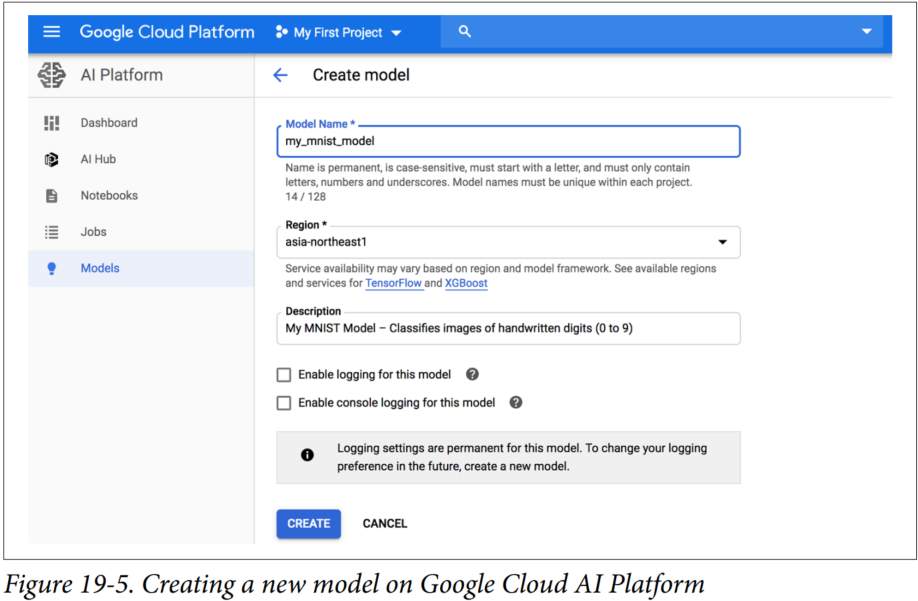 Google Cloud Platform My First Project
AI Platform
Create model
Dashboard
AI Hub
Notebooks
Jobs
Models
Model Name *
my_mnist_model
Name is permanent, is case-sensitive, must start with a letter, and must only contain
letters, numbers and underscores. Model names must be unique within each project.
14 / 128
Region *
asia-northeast1
Service availability may vary based on region and model framework. See available regions
and services for TensorFlow and XGBoost
Description
My MNIST Model – Classifies images of handwritten digits (0 to 9)
Enable logging for this model
Enable console logging for this model
Logging settings are permanent for this model. To change your logging
preference in the future, create a new model.
CREATE CANCEL
Figure 19-5. Creating a new model on Google Cloud AI Platform